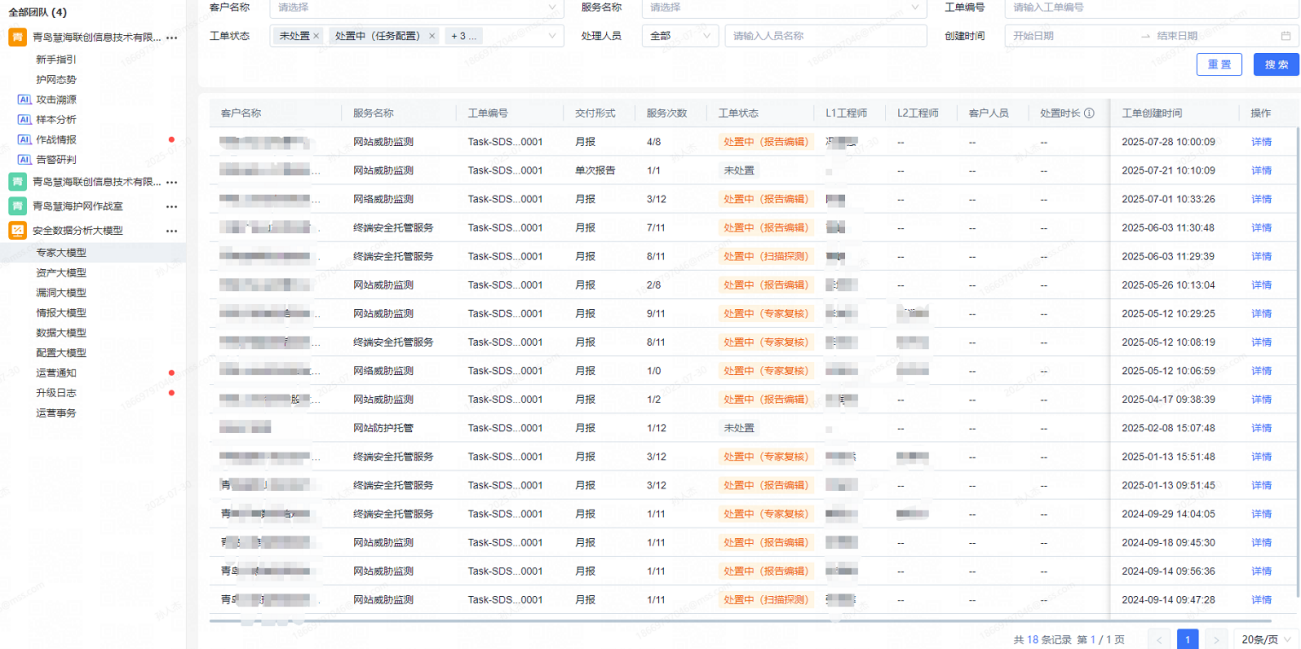 全部团队 (4)
青岛慧海联创信息技术有限...
新手指引
护网态势
AI 攻击溯源
AI 样本分析
AI 作战情报
AI 告警研判
青岛慧海联创信息技术有限...
青岛慧海护网作战室
安全数据分析大模型
专家大模型
资产大模型
漏洞大模型
情报大模型
数据大模型
配置大模型
运营通知
升级日志
运营事务
客户名称 请选择 服务名称 请选择 工单编号 请输入工单编号
工单状态 未处置 × 处置中（任务配置） × + 3 ... 处理人员 全部 请输入人员名称 创建时间 开始日期 → 结束日期
重置 搜索
客户名称 服务名称 工单编号 交付形式 服务次数 工单状态 L1工程师 L2工程师 客户人员 处置时长 工单创建时间 操作
网站威胁监测 Task-SDS...0001 月报 4/8 处置中（报告编辑） -- -- -- 2025-07-28 10:00:09 详情
网站威胁监测 Task-SDS...0001 单次报告 1/1 未处置 -- -- -- 2025-07-21 10:10:09 详情
网络威胁监测 Task-SDS...0001 月报 3/12 处置中（报告编辑） -- -- -- 2025-07-01 10:33:26 详情
终端安全托管服务 Task-SDS...0001 月报 7/11 处置中（报告编辑） -- -- -- 2025-06-03 11:30:48 详情
终端安全托管服务 Task-SDS...0001 月报 8/11 处置中（扫描探测） -- -- -- 2025-06-03 11:29:39 详情
网站威胁监测 Task-SDS...0001 月报 2/8 处置中（报告编辑） -- -- -- 2025-05-26 10:13:04 详情
网站威胁监测 Task-SDS...0001 月报 9/11 处置中（专家复核） -- -- 2025-05-12 10:29:25 详情
终端安全托管服务 Task-SDS...0001 月报 8/11 处置中（专家复核） -- -- 2025-05-12 10:08:19 详情
网络威胁监测 Task-SDS...0001 月报 1/0 处置中（专家复核） -- -- 2025-05-12 10:06:59 详情
网站威胁监测 Task-SDS...0001 月报 1/2 处置中（报告编辑） -- -- -- 2025-04-17 09:38:39 详情
网站防护托管 Task-SDS...0001 月报 1/12 未处置 -- -- -- 2025-02-08 15:07:48 详情
终端安全托管服务 Task-SDS...0001 月报 3/12 处置中（专家复核） -- -- 2025-01-13 15:51:48 详情
终端安全托管服务 Task-SDS...0001 月报 3/12 处置中（报告编辑） -- -- -- 2025-01-13 09:51:45 详情
终端安全托管服务 Task-SDS...0001 月报 1/11 处置中（专家复核） -- -- 2024-09-29 14:04:05 详情
网站威胁监测 Task-SDS...0001 月报 1/11 处置中（报告编辑） -- -- -- 2024-09-18 09:45:30 详情
网站威胁监测 Task-SDS...0001 月报 1/11 处置中（报告编辑） -- -- -- 2024-09-14 09:56:36 详情
网站威胁监测 Task-SDS...0001 月报 1/11 处置中（扫描探测） -- -- -- 2024-09-14 09:47:28 详情
共 18 条记录 第 1 / 1 页 < 1 > 20条/页